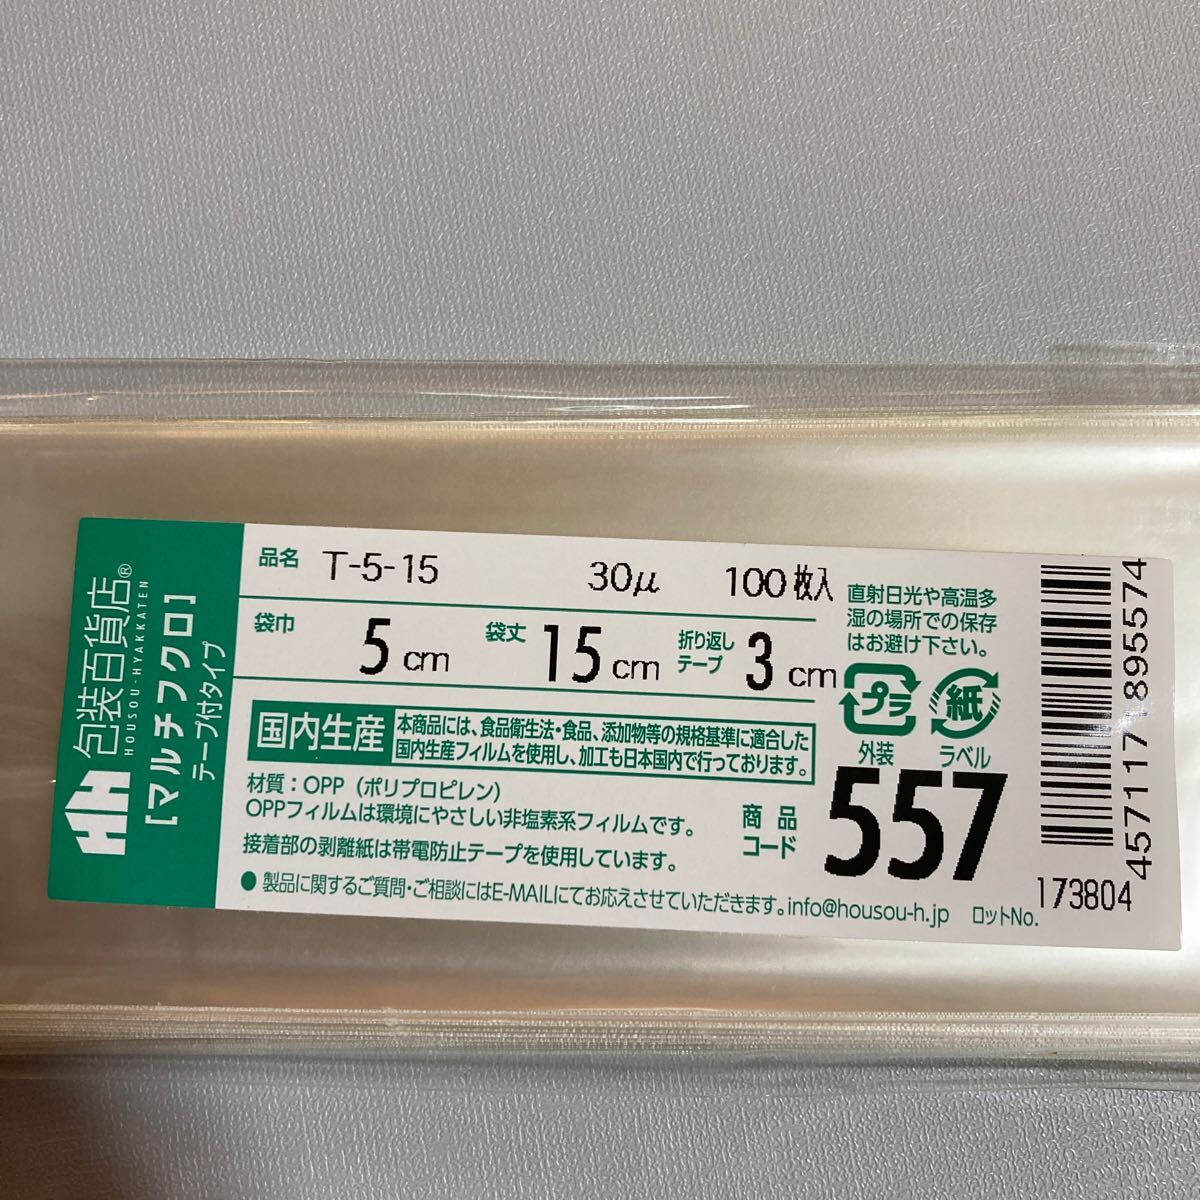 包装百貨店®
HOUSOU-HYAKKATEN
[マルチフクロ]
テープ付タイプ
品名 T-5-15 30μ 100枚入
袋巾 5cm 袋丈 15cm 折り返し
テープ 3cm
国内生産
本商品には、食品衛生法・食品、添加物等の規格基準に適合した
国内生産フィルムを使用し、加工も日本国内で行っております。
材質：OPP（ポリプロピレン）
OPPフィルムは環境にやさしい非塩素系フィルムです。
接着部の剥離紙は帯電防止テープを使用しています。
●製品に関するご質問・ご相談にはE-MAILにてお応えさせていただきます。info@housou-h.jp
直射日光や高温多
湿の場所での保存
はお避け下さい。
プラ
外装
紙
ラベル
商品
コード
557
ロットNo. 173804
4571171895574